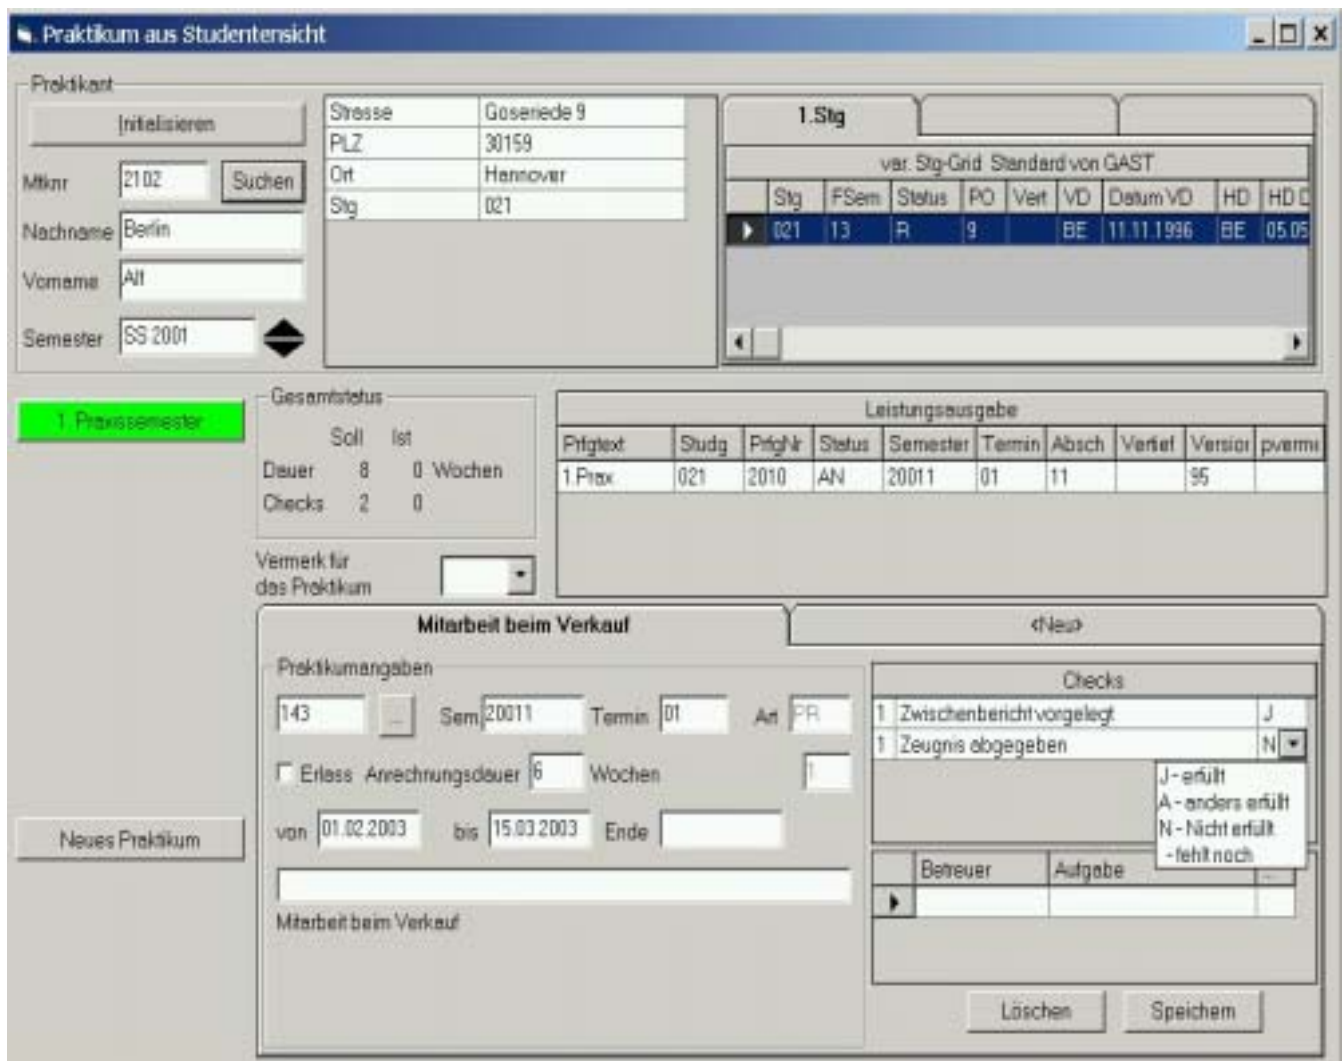 Praktikum aus Studentensicht
Praktikant
Initialisieren
Mtknr 2102 Suchen
Nachname Berlin
Vorname
Semester SS 2001
Strasse Goseriede 9
PLZ 30159
Ort Hannover
Stg 021
1.Stg
var. Stg-Grid Standard von GAST
Stg FSem Status PO Vert VD Datum VD HD HD D
021 13 R 9 BE 11.11.1996 BE 05.05
1. Praxissemester
Gesamtstatus
Soll Ist
Dauer 8 0 Wochen
Checks 2 0
Vermerk für
das Praktikum
Leistungsausgabe
Prfgtext Studg PrfgNr Status Semester Termin Absch Vertief Version pverme
1.Prax 021 2010 AN 20011 01 11 95
Mitarbeit beim Verkauf <Neu>
Praktikumangaben
143 ... Sem 20011 Termin 01 Art PR
Erlass Anrechnungsdauer 6 Wochen 1
von 01.02.2003 bis 15.03.2003 Ende
Mitarbeit beim Verkauf
Neues Praktikum
Checks
1 Zwischenbericht vorgelegt J
1 Zeugnis abgegeben N
J - erfüllt
A - anders erfüllt
N - Nicht erfüllt
- fehlt noch
Betreuer Aufgabe ...
Löschen Speichern